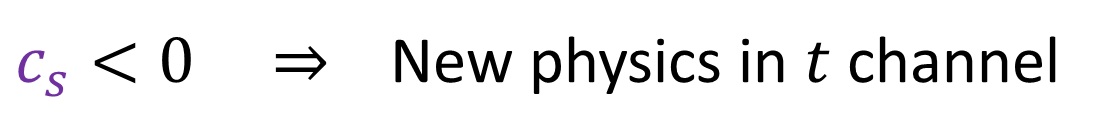 c_s < 0 ⇒ New physics in t channel